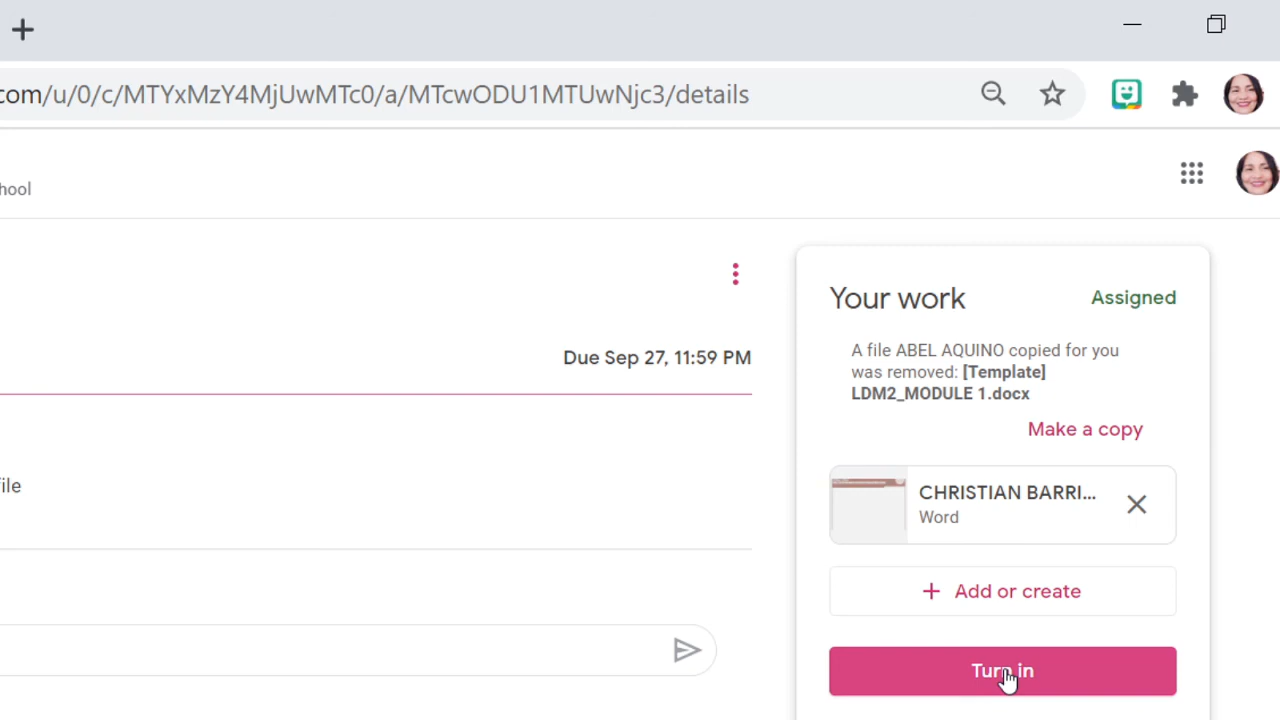 com/u/0/c/MTYxMzY4MjUwMTc0/a/MTcwODU1MTUwNjc3/details
hool
Your work
Assigned
Due Sep 27, 11:59 PM
A file ABEL AQUINO copied for you
was removed: [Template]
LDM2_MODULE 1.docx
Make a copy
file
CHRISTIAN BARRI...
Word
+ Add or create
Turn in